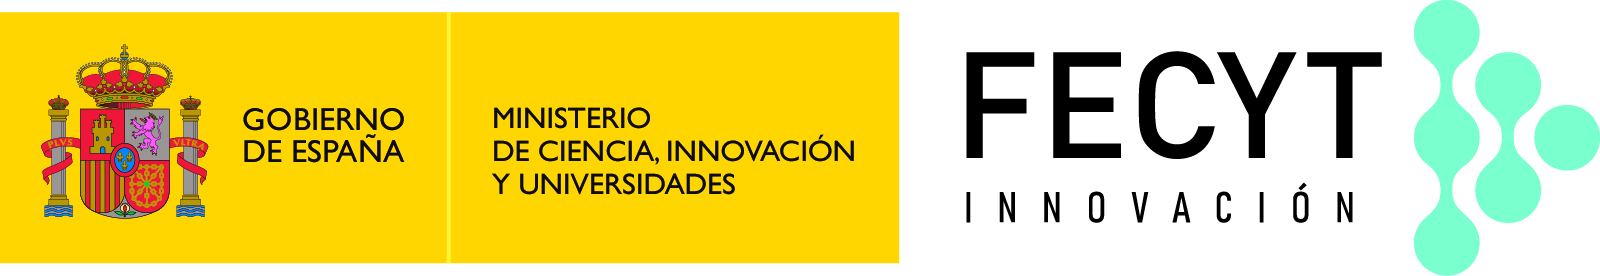 PLVS VLTRA
GOBIERNO
DE ESPAÑA
MINISTERIO
DE CIENCIA, INNOVACIÓN
Y UNIVERSIDADES
FECYT
INNOVACIÓN